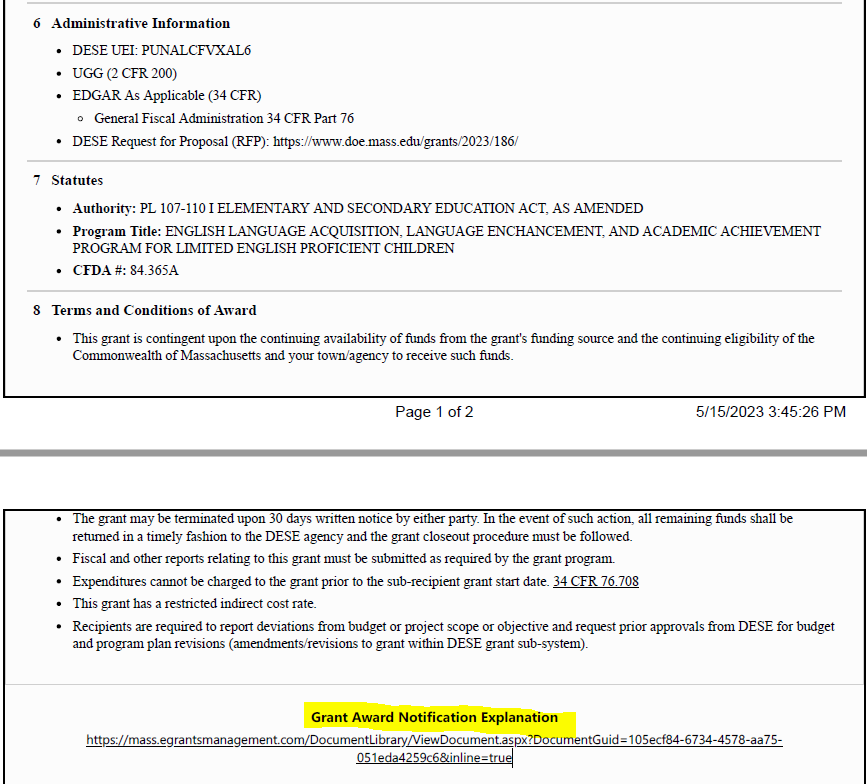 6 Administrative Information
• DESE UEI: PUNALCFVXAL6
• UGG (2 CFR 200)
• EDGAR As Applicable (34 CFR)
◦ General Fiscal Administration 34 CFR Part 76
• DESE Request for Proposal (RFP): https://www.doe.mass.edu/grants/2023/186/
7 Statutes
• Authority: PL 107-110 I ELEMENTARY AND SECONDARY EDUCATION ACT, AS AMENDED
• Program Title: ENGLISH LANGUAGE ACQUISITION, LANGUAGE ENCHANCEMENT, AND ACADEMIC ACHIEVEMENT
PROGRAM FOR LIMITED ENGLISH PROFICIENT CHILDREN
• CFDA #: 84.365A
8 Terms and Conditions of Award
• This grant is contingent upon the continuing availability of funds from the grant's funding source and the continuing eligibility of the
Commonwealth of Massachusetts and your town/agency to receive such funds.
Page 1 of 2 5/15/2023 3:45:26 PM
• The grant may be terminated upon 30 days written notice by either party. In the event of such action, all remaining funds shall be
returned in a timely fashion to the DESE agency and the grant closeout procedure must be followed.
• Fiscal and other reports relating to this grant must be submitted as required by the grant program.
• Expenditures cannot be charged to the grant prior to the sub-recipient grant start date. 34 CFR 76.708
• This grant has a restricted indirect cost rate.
• Recipients are required to report deviations from budget or project scope or objective and request prior approvals from DESE for budget
and program plan revisions (amendments/revisions to grant within DESE grant sub-system).
Grant Award Notification Explanation
https://mass.egrantsmanagement.com/DocumentLibrary/ViewDocument.aspx?DocumentGuid=105ecf84-6734-4578-aa75-
051eda4259c6&inline=true